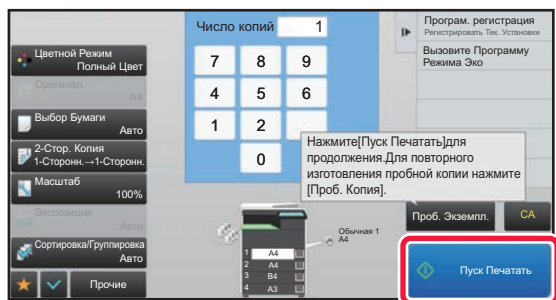 Число копий
1
Програм. регистрация
Регистрировать Тек. Установки
Вызовите Программу
Режима Эко
Цветной Режим
Полный Цвет
Оригинал
A4
Выбор Бумаги
Авто
2-Стор. Копия
1-Сторонн.→1-Сторонн.
Масштаб
100%
Экспозиция
Авто
Сортировка/Группировка
Авто
Прочие
7
8
9
4
5
6
1
2
0
Нажмите[Пуск Печатать]для
продолжения.Для повторного
изготовления пробной копии нажмите
[Проб. Копия].
Обычная 1
A4
1 A4
2 A4
3 B4
4 A3
Проб. Экземпл.
CA
Пуск Печатать